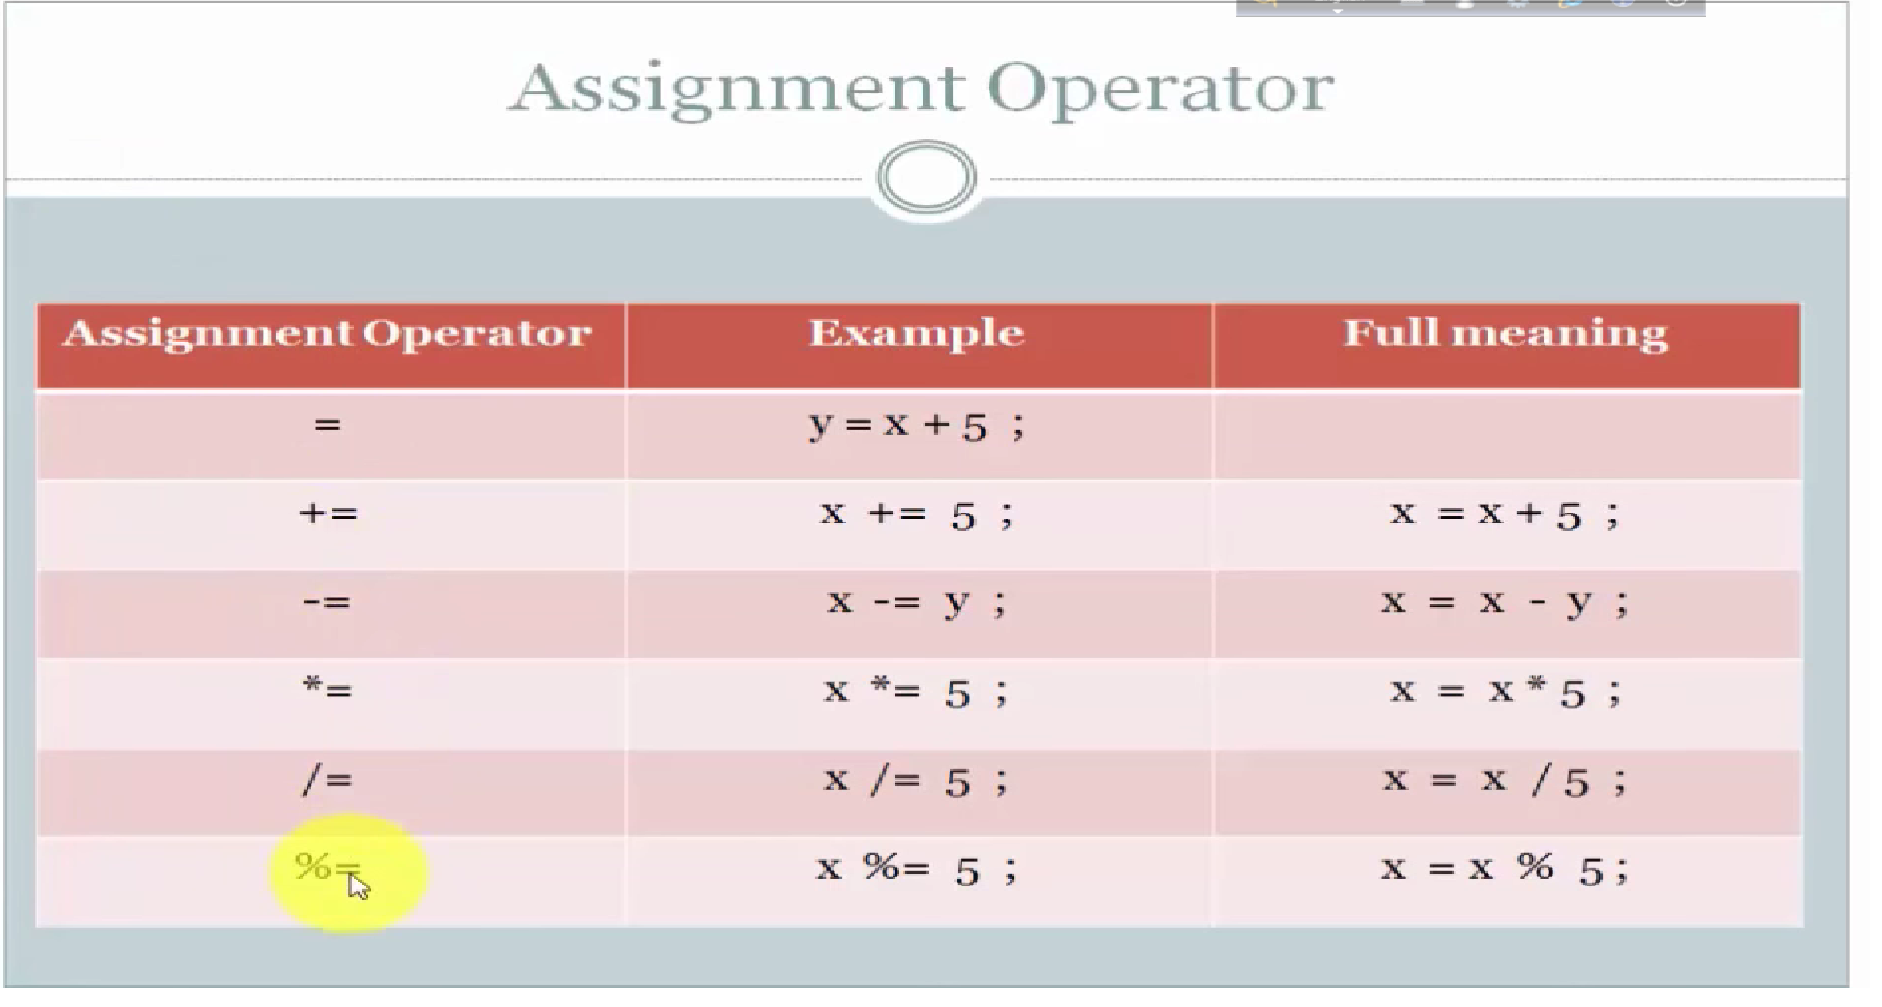 Assignment Operator
Assignment Operator Example Full meaning
= y = x + 5 ;
+= x += 5 ; x = x + 5 ;
-= x -= y ; x = x - y ;
*= x *= 5 ; x = x * 5 ;
/= x /= 5 ; x = x / 5 ;
%= x %= 5 ; x = x % 5 ;